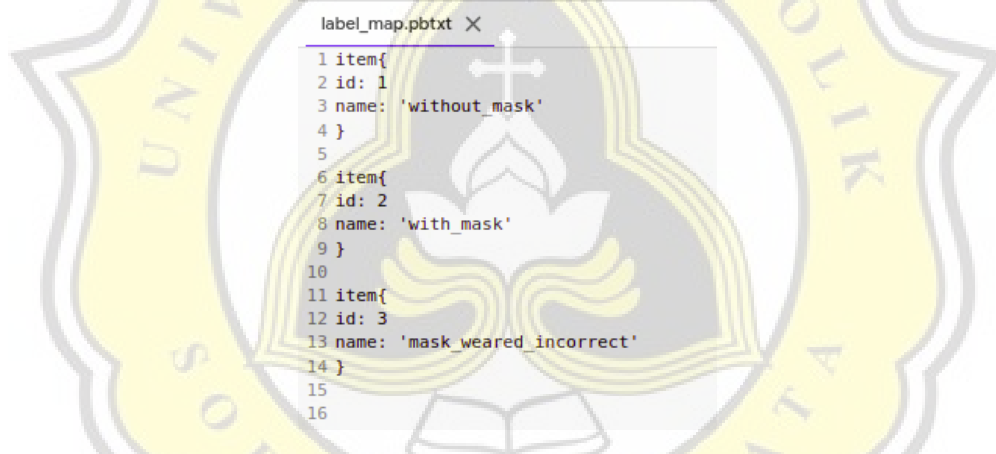 label_map.pbtxt ×
1 item{
2 id: 1
3 name: 'without_mask'
4 }
5
6 item{
7 id: 2
8 name: 'with_mask'
9 }
10
11 item{
12 id: 3
13 name: 'mask_weared_incorrect'
14 }
15
16